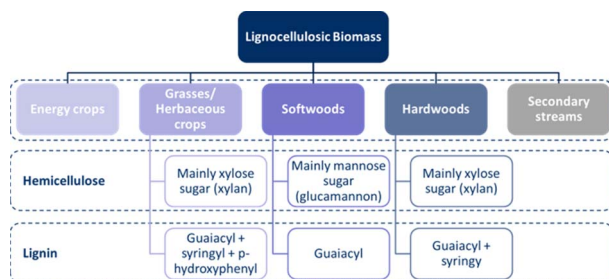 Lignocellulosic Biomass
Energy crops
Grasses/
Herbaceous
crops
Softwoods
Hardwoods
Secondary
streams
Hemicellulose
Mainly xylose
sugar (xylan)
Mainly mannose
sugar
(glucamannon)
Mainly xylose
sugar (xylan)
Lignin
Guaiacyl +
syringyl + p-
hydroxyphenyl
Guaiacyl
Guaiacyl +
syringy